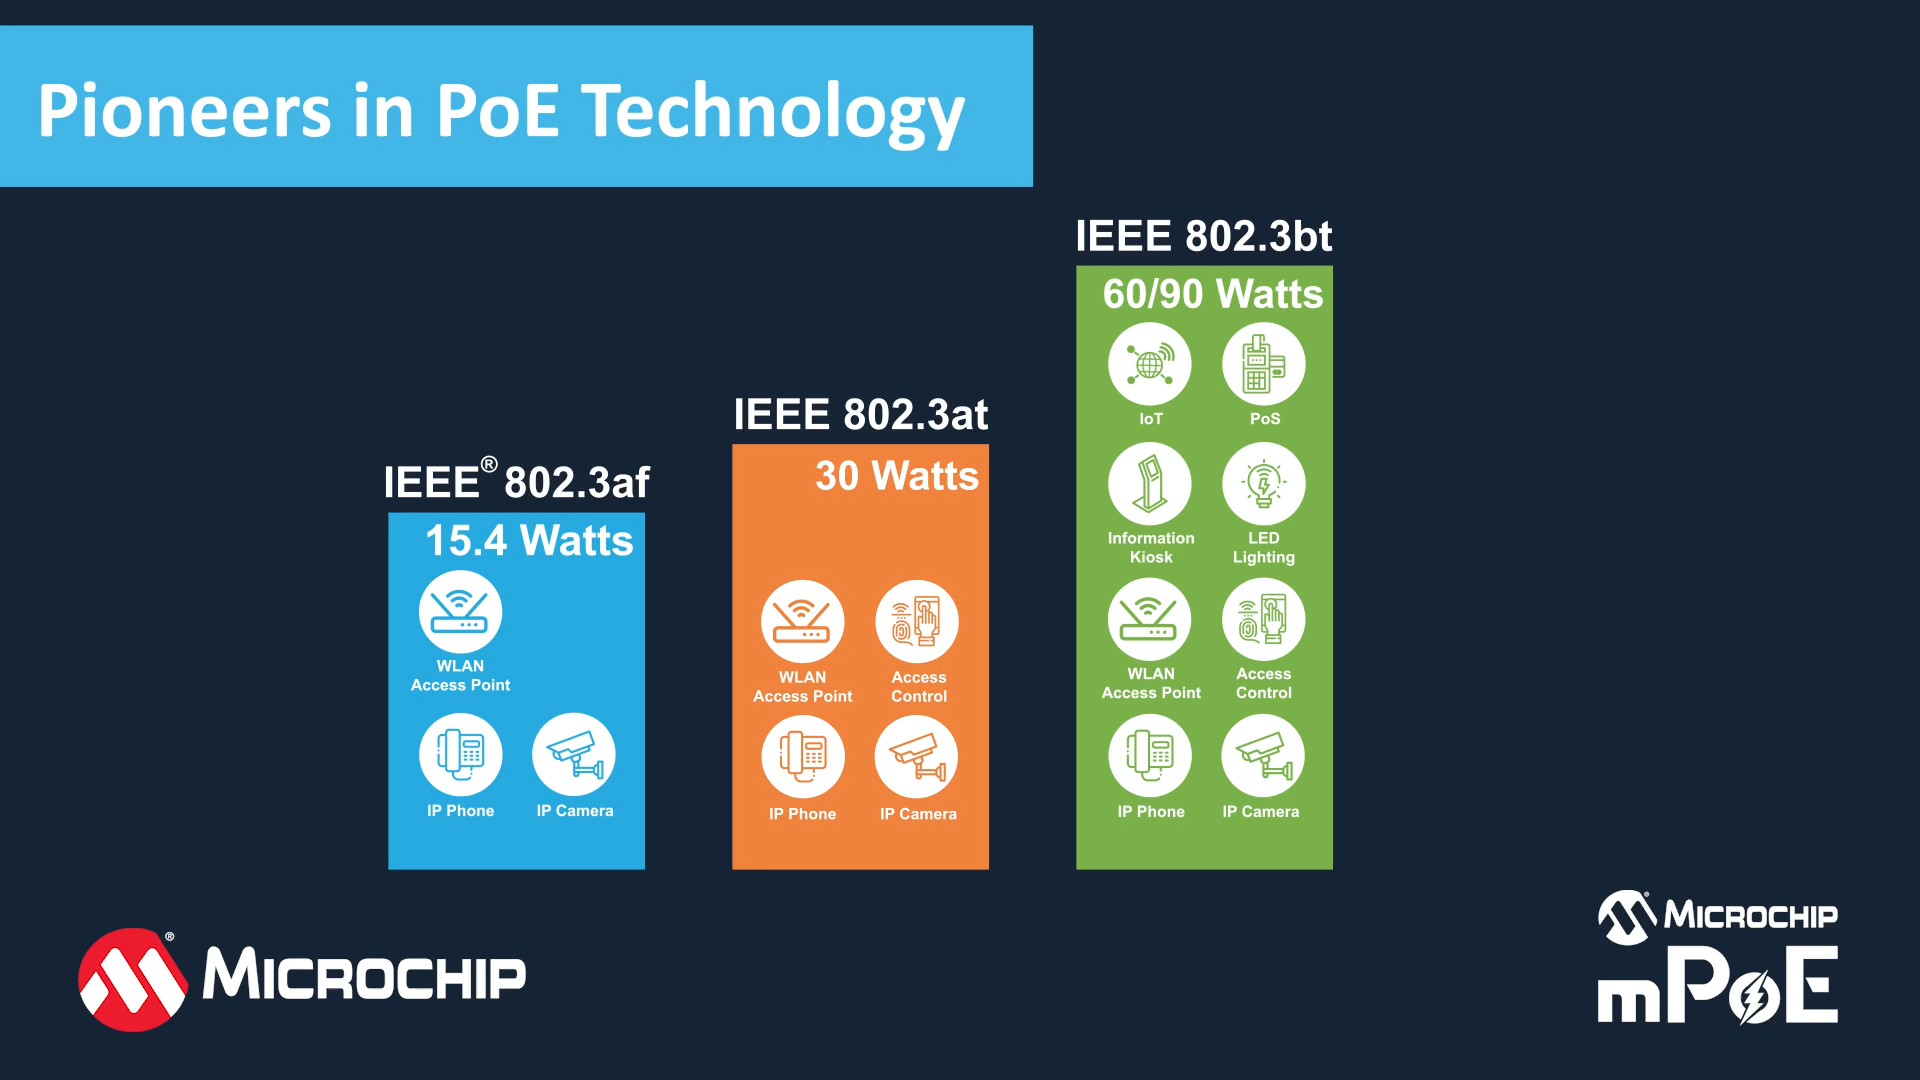 Pioneers in PoE Technology
IEEE® 802.3af
15.4 Watts
WLAN
Access Point
IP Phone
IP Camera
IEEE 802.3at
30 Watts
WLAN
Access Point
Access
Control
IP Phone
IP Camera
IEEE 802.3bt
60/90 Watts
IoT
PoS
Information
Kiosk
LED
Lighting
WLAN
Access Point
Access
Control
IP Phone
IP Camera
® MICROCHIP
® MICROCHIP
mPoE